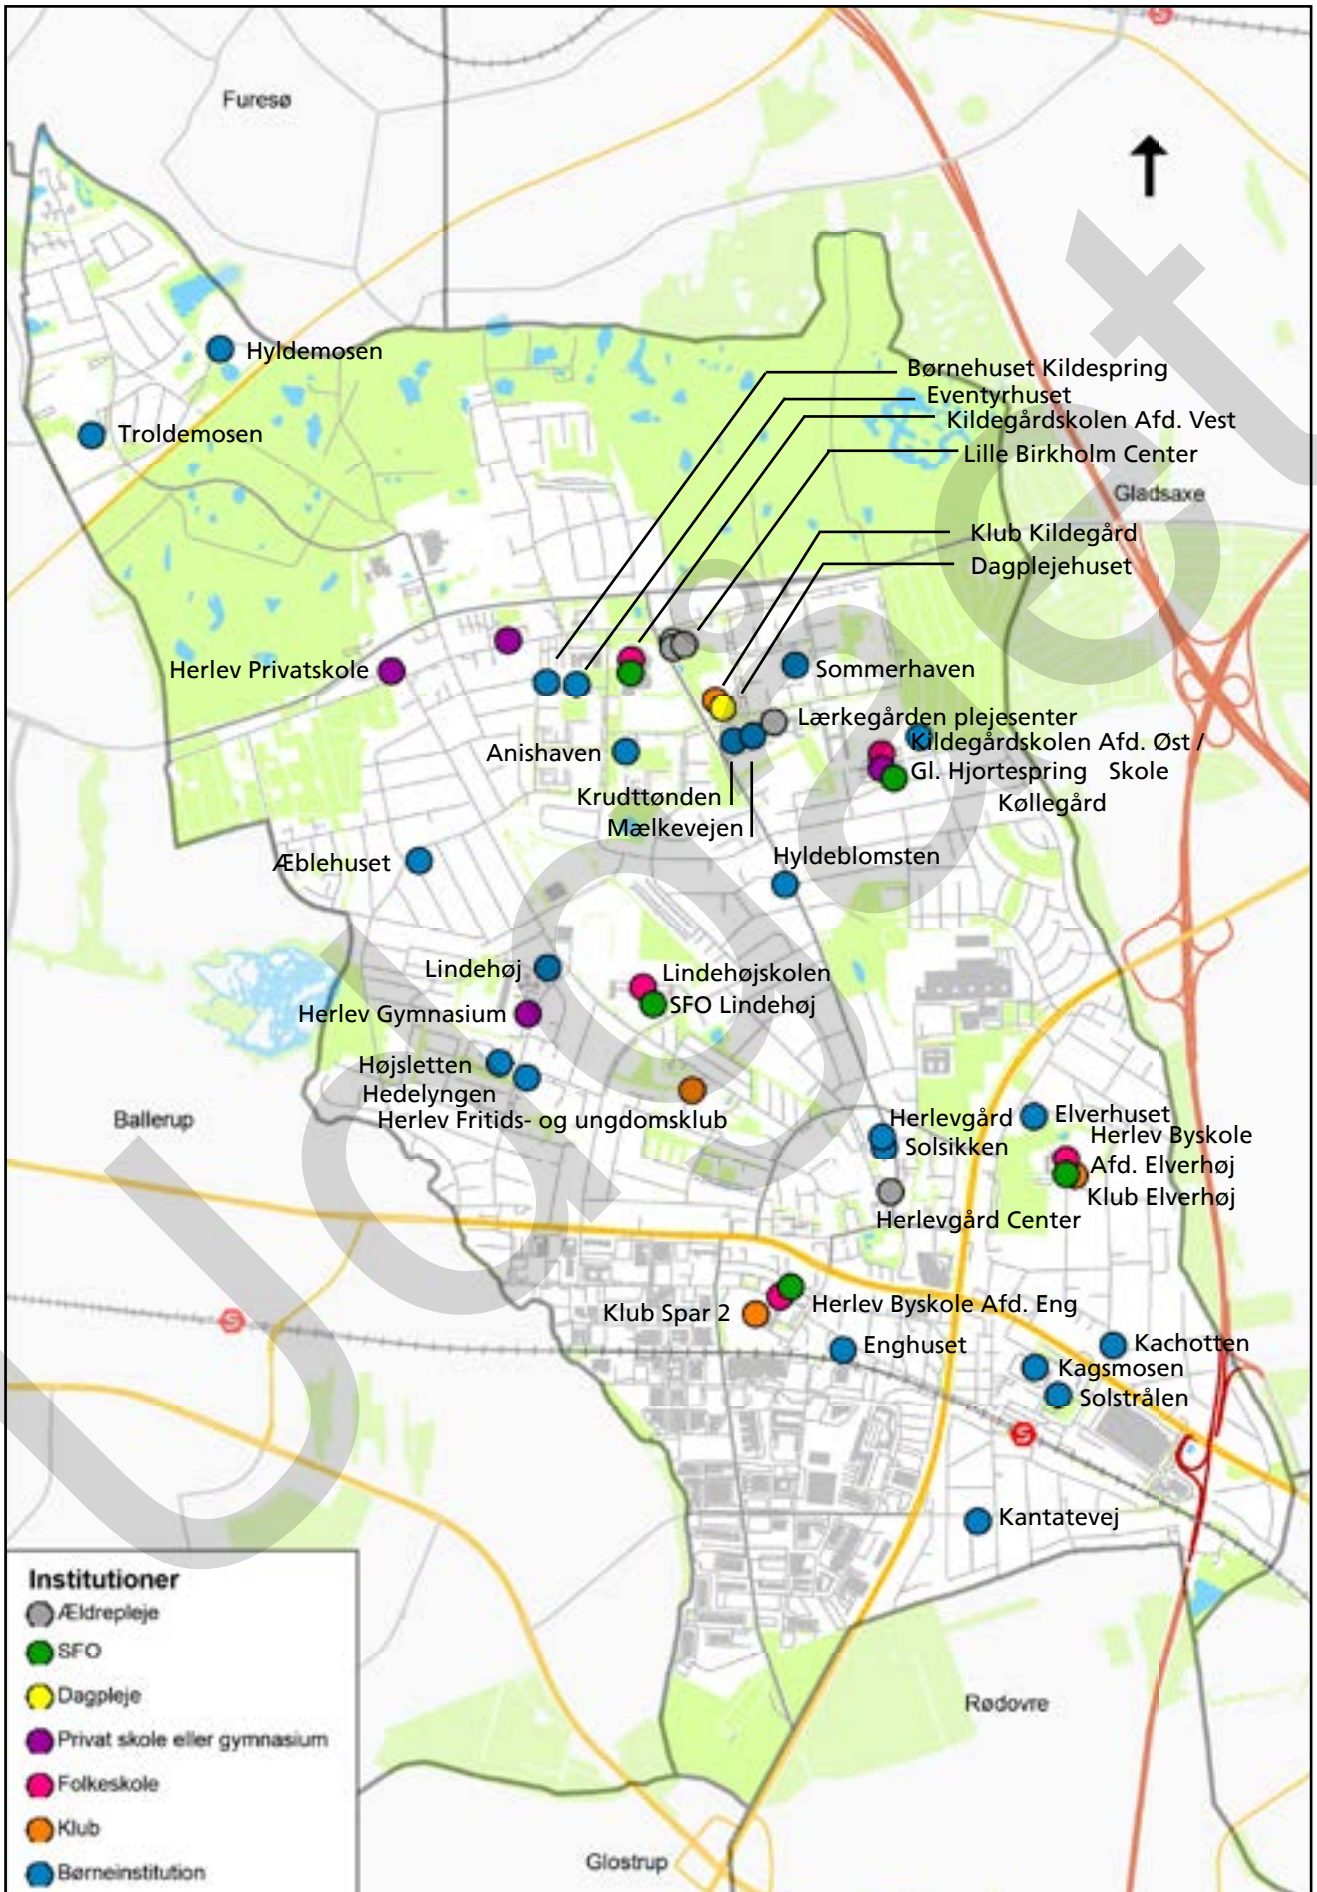 Furesø
Hyldemosen
Troldemosen
Børnehuset Kildespring
Eventyrhuset
Kildegårdskolen Afd. Vest
Lille Birkholm Center
Gladsaxe
Klub Kildegård
Dagplejehuset
Herlev Privatskole
Sommerhaven
Lærkegården plejesenter
Kildegårdskolen Afd. Øst /
Gl. Hjortespring Skole
Køllegård
Anishaven
Krudttønden
Mælkevejen
Æblehuset
Hyldeblomsten
Lindehøj
Lindehøjskolen
SFO Lindehøj
Herlev Gymnasium
Højsletten
Hedelyngen
Herlev Fritids- og ungdomsklub
Ballerup
Herlevgård
Solsikken
Elverhuset
Herlev Byskole
Afd. Elverhøj
Klub Elverhøj
Herlevgård Center
Klub Spar 2
Herlev Byskole Afd. Eng
Enghuset
Kachotten
Kagsmosen
Solstrålen
Kantatevej
Rødovre
Glostrup
S
S
S
Udgået
Institutioner
Ældrepleje
SFO
Dagpleje
Privat skole eller gymnasium
Folkeskole
Klub
Børneinstitution